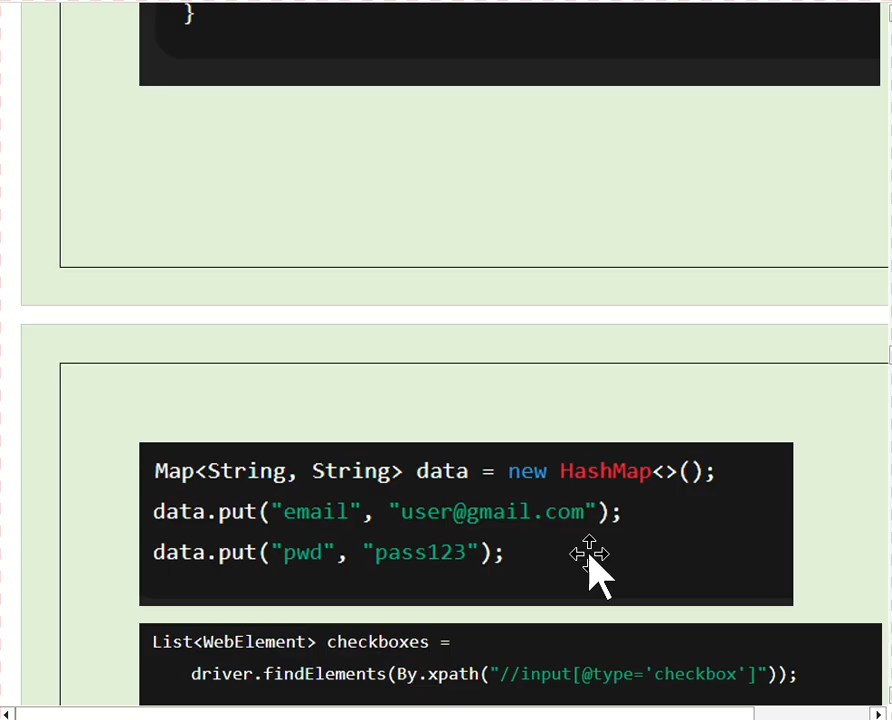 }
Map<String, String> data = new HashMap<>();
data.put("email", "user@gmail.com");
data.put("pwd", "pass123");
List<WebElement> checkboxes =
driver.findElements(By.xpath("//input[@type='checkbox']"));